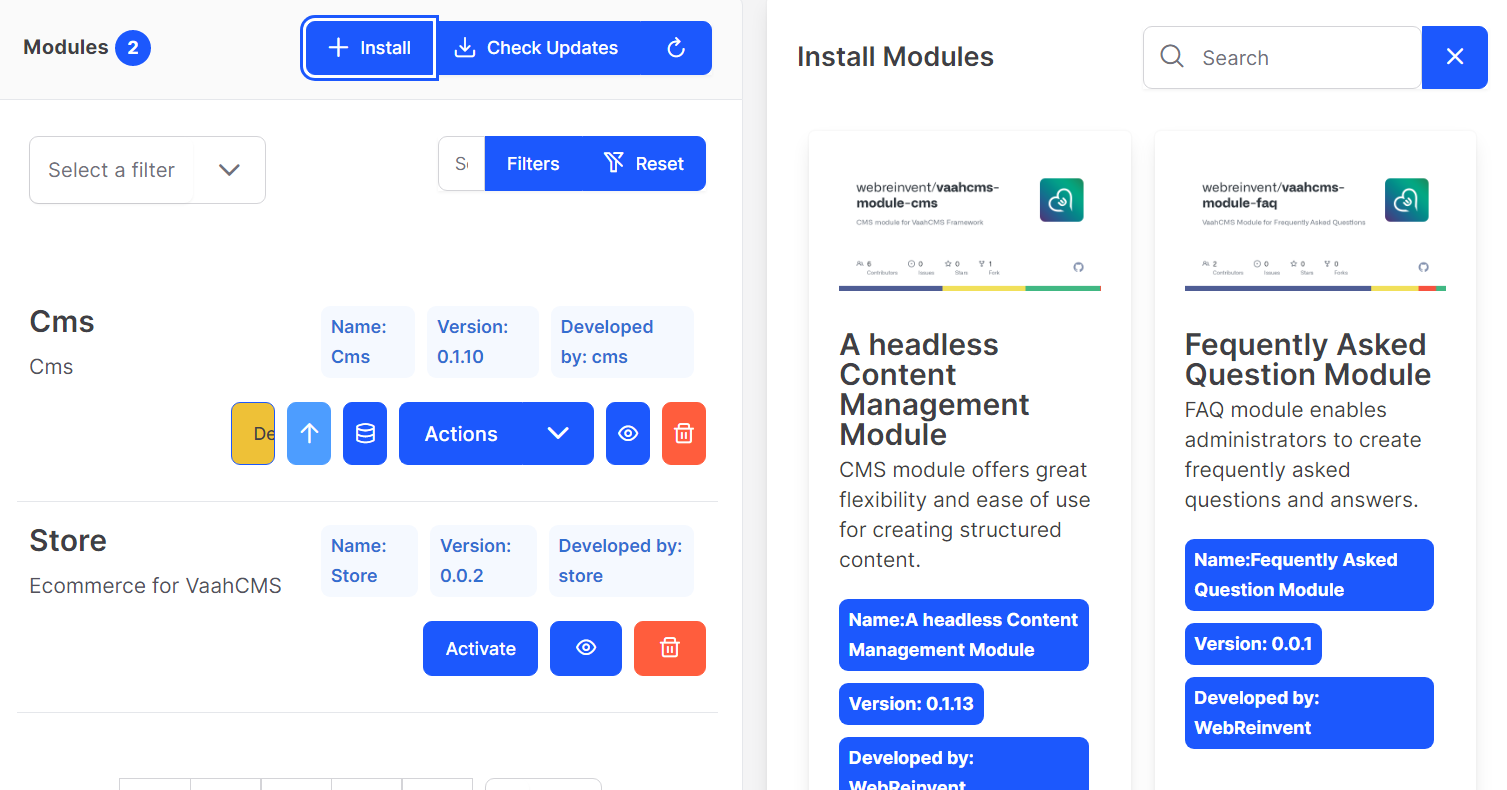 Modules 2
Install
Check Updates
Select a filter
Filters
Reset
Cms
Cms
Name:
Cms
Version:
0.1.10
Developed
by: cms
De
Actions
Store
Ecommerce for VaahCMS
Name:
Store
Version:
0.0.2
Developed by:
store
Activate
Install Modules
Search
webreinvent/vaahcms-
module-cms
CMS module for VaahCMS Framework
6
Contributors
0
Issues
0
Stars
1
Fork
A headless
Content
Management
Module
CMS module offers great
flexibility and ease of use
for creating structured
content.
Name:A headless Content
Management Module
Version: 0.1.13
Developed by:
WebReinvent
webreinvent/vaahcms-
module-faq
VaahCMS Module for Frequently Asked Questions
2
Contributors
0
Issues
0
Stars
0
Forks
Fequently Asked
Question Module
FAQ module enables
administrators to create
frequently asked
questions and answers.
Name:Fequently Asked
Question Module
Version: 0.0.1
Developed by:
WebReinvent